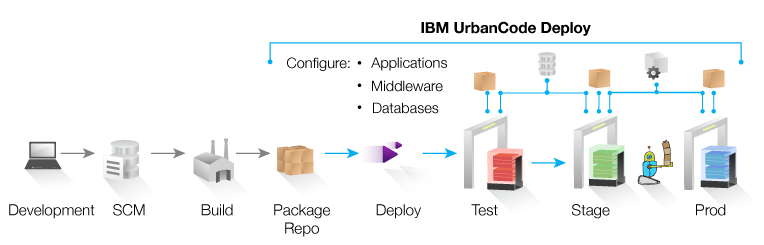 IBM UrbanCode Deploy
Configure: • Applications
• Middleware
• Databases
Development
SCM
Build
Package
Repo
Deploy
Test
Stage
Prod